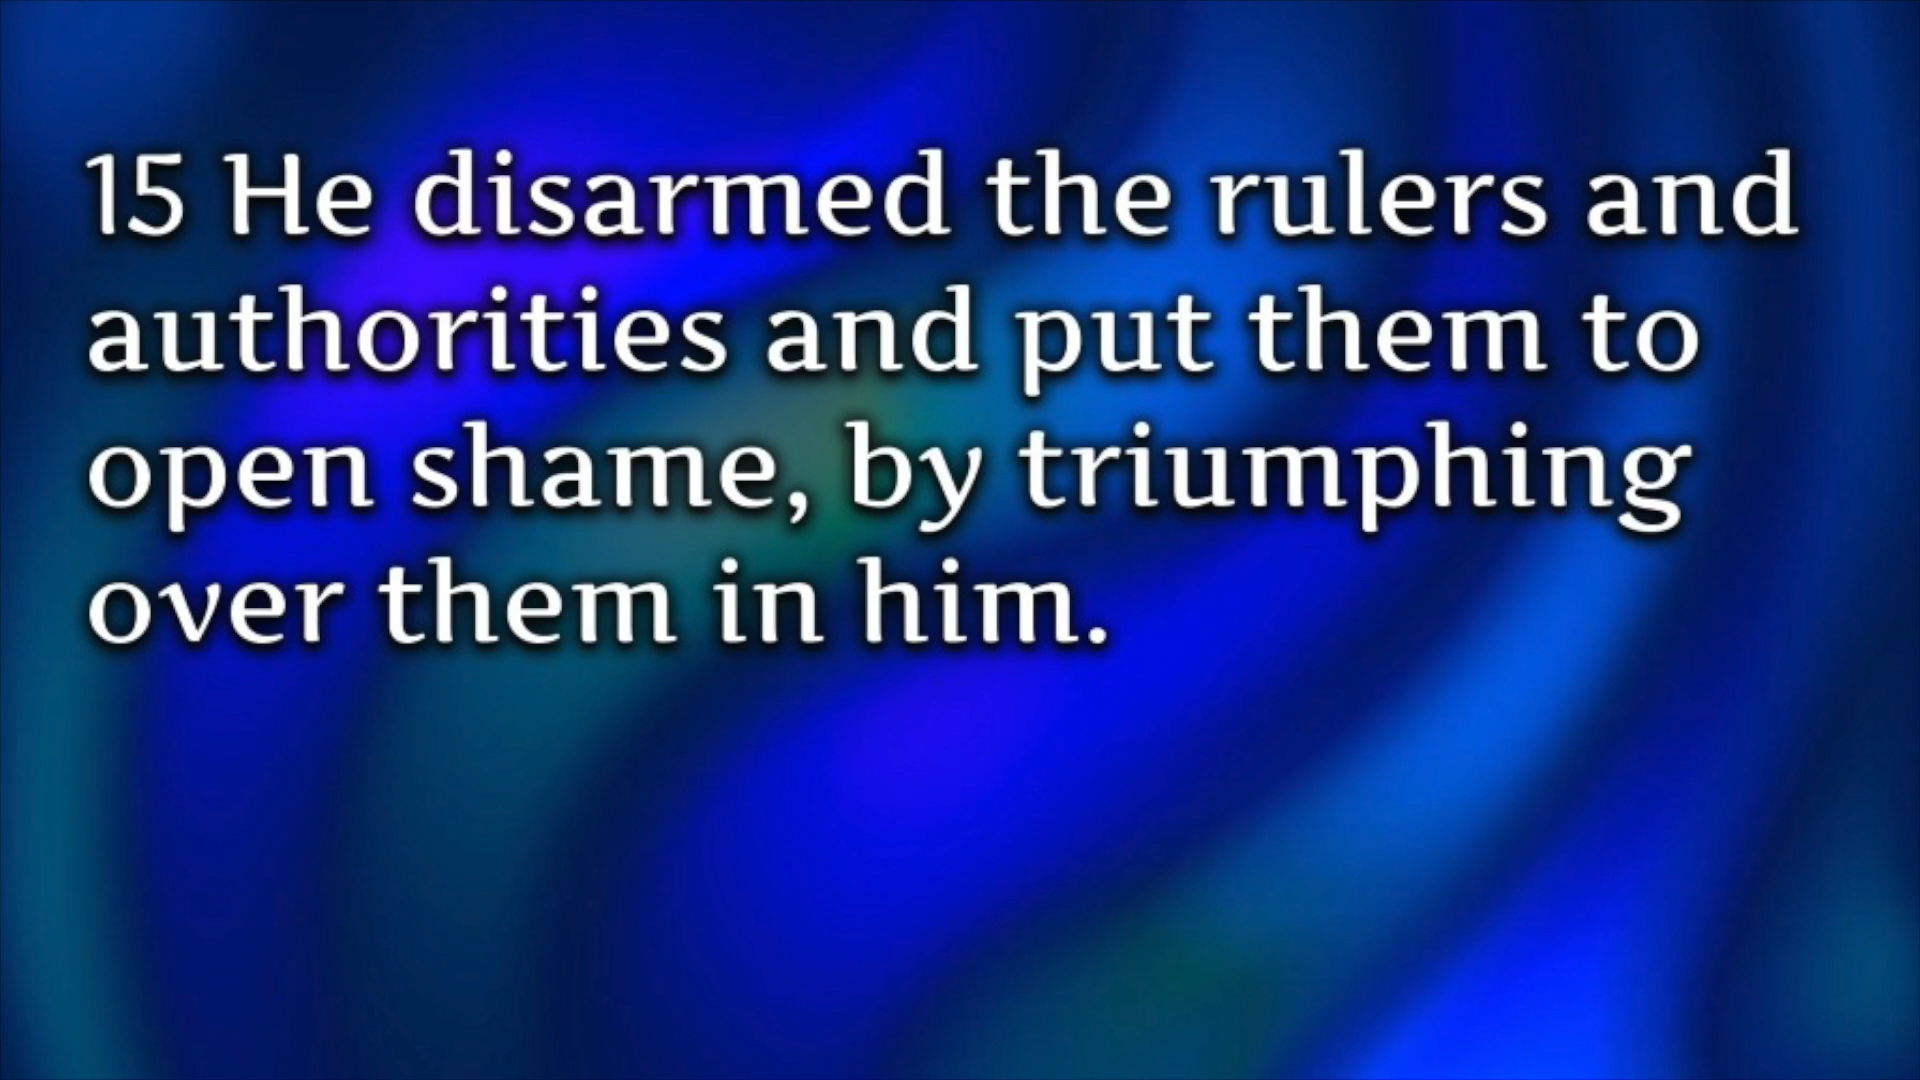 15 He disarmed the rulers and
authorities and put them to
open shame, by triumphing
over them in him.